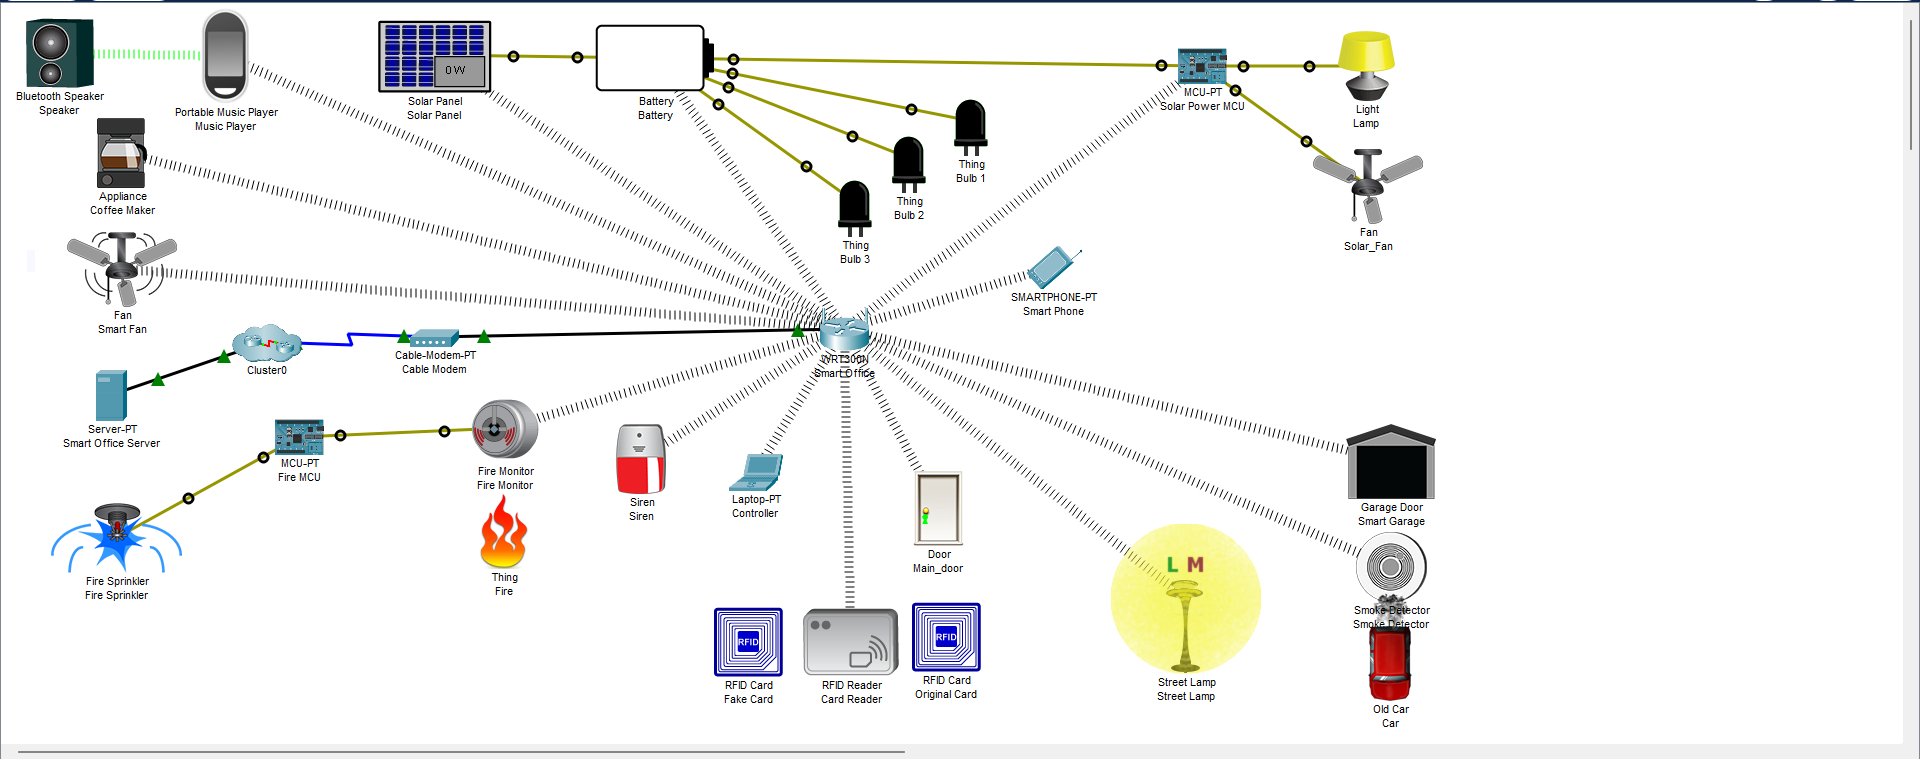 Bluetooth Speaker
Speaker
Portable Music Player
Music Player
0 W
Solar Panel
Solar Panel
Battery
Battery
MCU-PT
Solar Power MCU
Light
Lamp
Appliance
Coffee Maker
Thing
Bulb 1
Thing
Bulb 2
Thing
Bulb 3
Fan
Solar_Fan
Fan
Smart Fan
SMARTPHONE-PT
Smart Phone
Cluster0
Cable-Modem-PT
Cable Modem
WRT300N
Smart Office
Server-PT
Smart Office Server
MCU-PT
Fire MCU
Fire Monitor
Fire Monitor
Siren
Siren
Laptop-PT
Controller
Door
Main_door
Garage Door
Smart Garage
Fire Sprinkler
Fire Sprinkler
Thing
Fire
L M
Smoke Detector
Smoke Detector
RFID
RFID Card
Fake Card
RFID Reader
Card Reader
RFID
RFID Card
Original Card
Street Lamp
Street Lamp
Old Car
Car